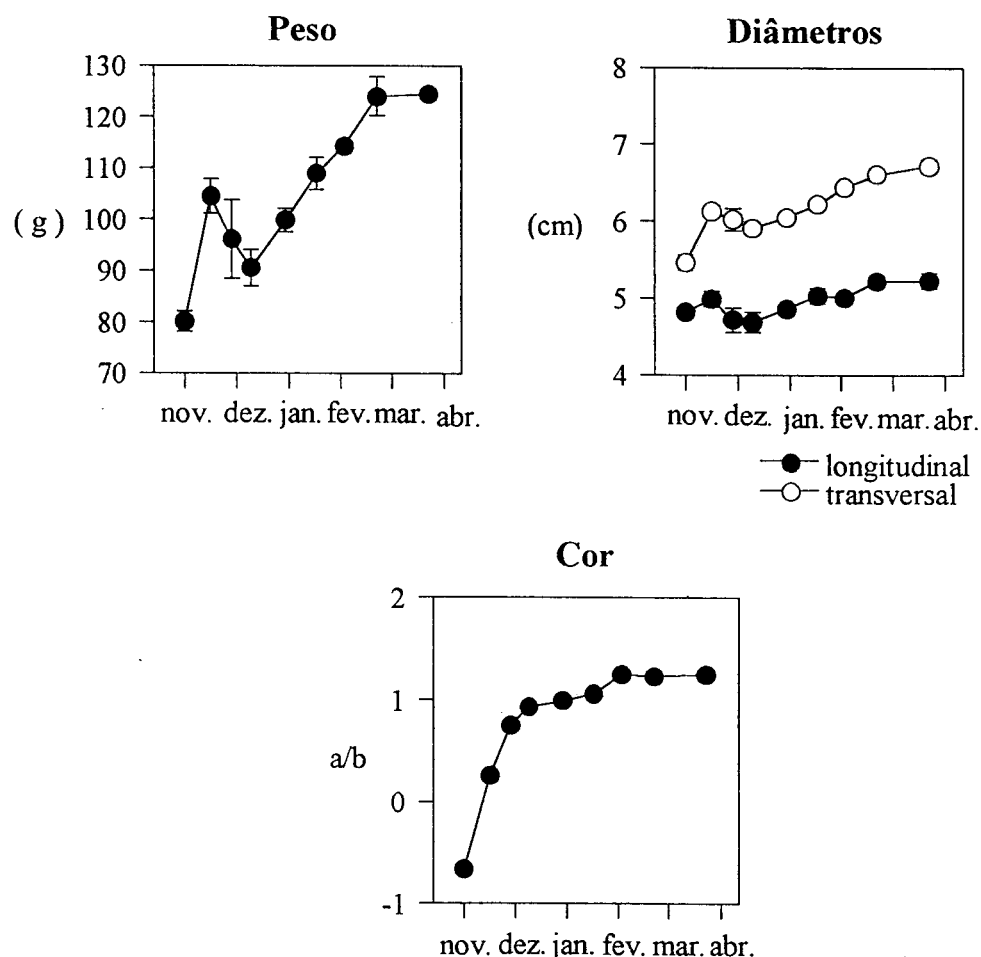 Peso
130
120
110
( g ) 100
90
80
70
nov. dez. jan. fev. mar. abr.
Diâmetros
8
7
(cm) 6
5
4
nov. dez. jan. fev. mar. abr.
longitudinal
transversal
Cor
2
1
a/b
0
-1
nov. dez. jan. fev. mar. abr.